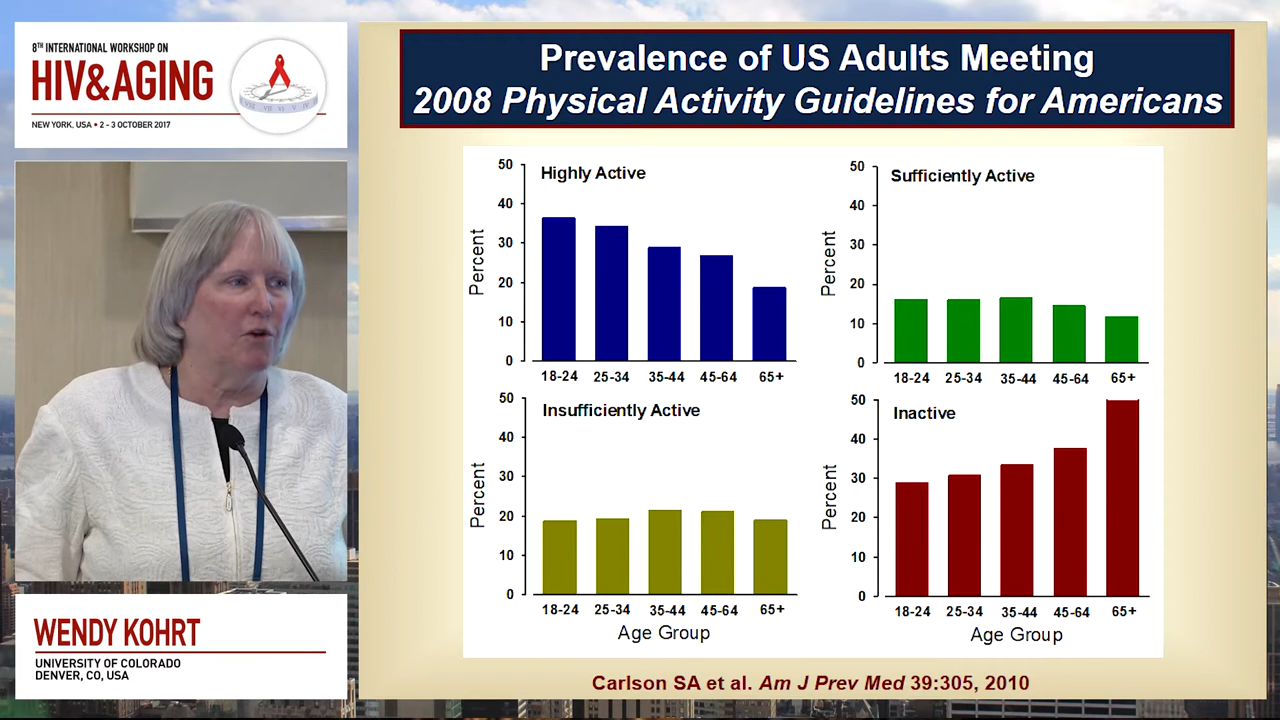 8TH INTERNATIONAL WORKSHOP ON
HIV&AGING
NEW YORK, USA • 2 - 3 OCTOBER 2017
WENDY KOHRT
UNIVERSITY OF COLORADO
DENVER, CO, USA
Prevalence of US Adults Meeting
2008 Physical Activity Guidelines for Americans
Highly Active
Percent
50
40
30
20
10
0
18-24 25-34 35-44 45-64 65+
Sufficiently Active
Percent
50
40
30
20
10
0
18-24 25-34 35-44 45-64 65+
Insufficiently Active
Percent
50
40
30
20
10
0
18-24 25-34 35-44 45-64 65+
Age Group
Inactive
Percent
50
40
30
20
10
0
18-24 25-34 35-44 45-64 65+
Age Group
Carlson SA et al. Am J Prev Med 39:305, 2010